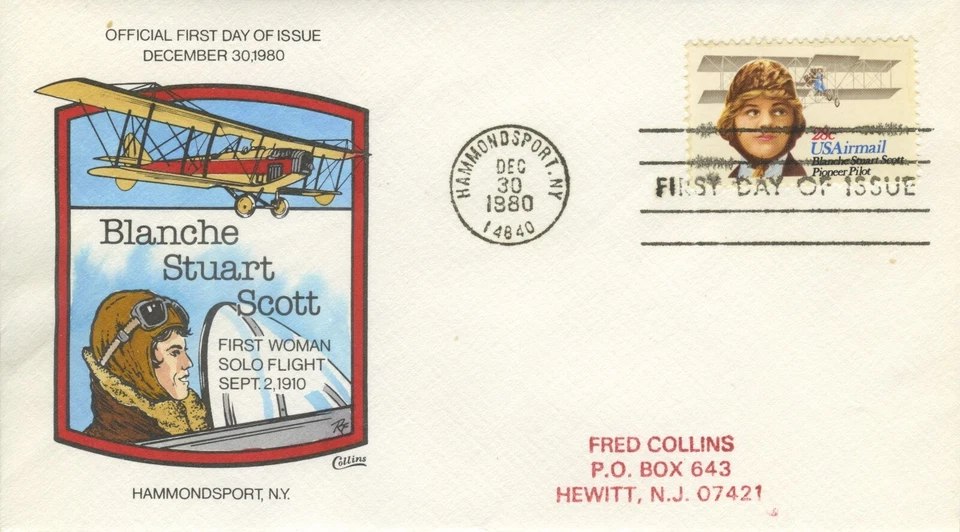 OFFICIAL FIRST DAY OF ISSUE
DECEMBER 30,1980
Blanche
Stuart
Scott
FIRST WOMAN
SOLO FLIGHT
SEPT. 2,1910
RF
Collins
HAMMONDSPORT, N.Y.
HAMMONDSPORT, NY
DEC
30
1980
14840
28c
USAirmail
Blanche Stuart Scott
Pioneer Pilot
FIRST DAY OF ISSUE
FRED COLLINS
P.O. BOX 643
HEWITT, N.J. 07421